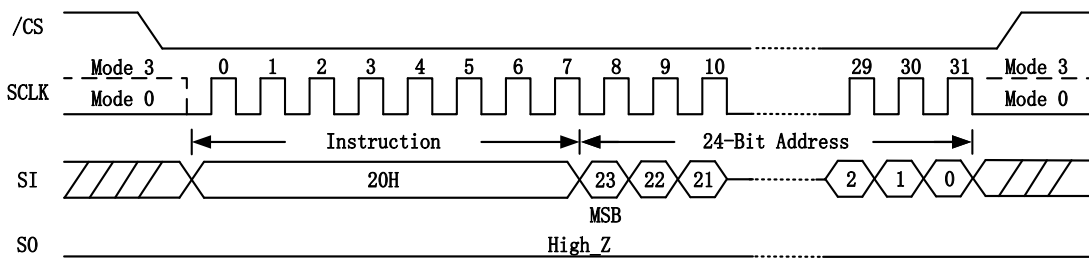 /CS
Mode 3 0 1 2 3 4 5 6 7 8 9 10 29 30 31 Mode 3
SCLK
Mode 0 Mode 0
Instruction 24-Bit Address
SI 20H 23 22 21 2 1 0
MSB
SO High_Z